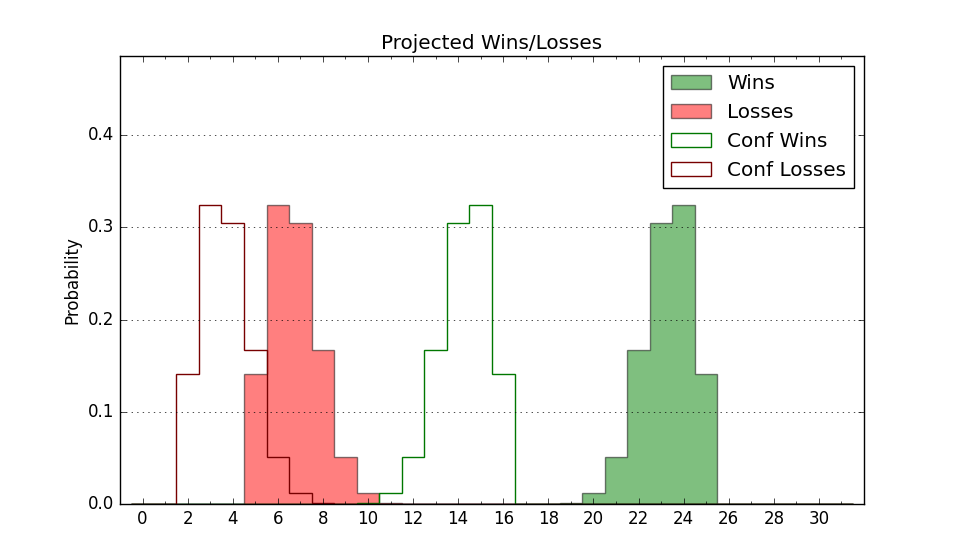 Projected Wins/Losses
Wins
Losses
Conf Wins
Conf Losses
Probability
0.4
0.3
0.2
0.1
0.0
0 2 4 6 8 10 12 14 16 18 20 22 24 26 28 30